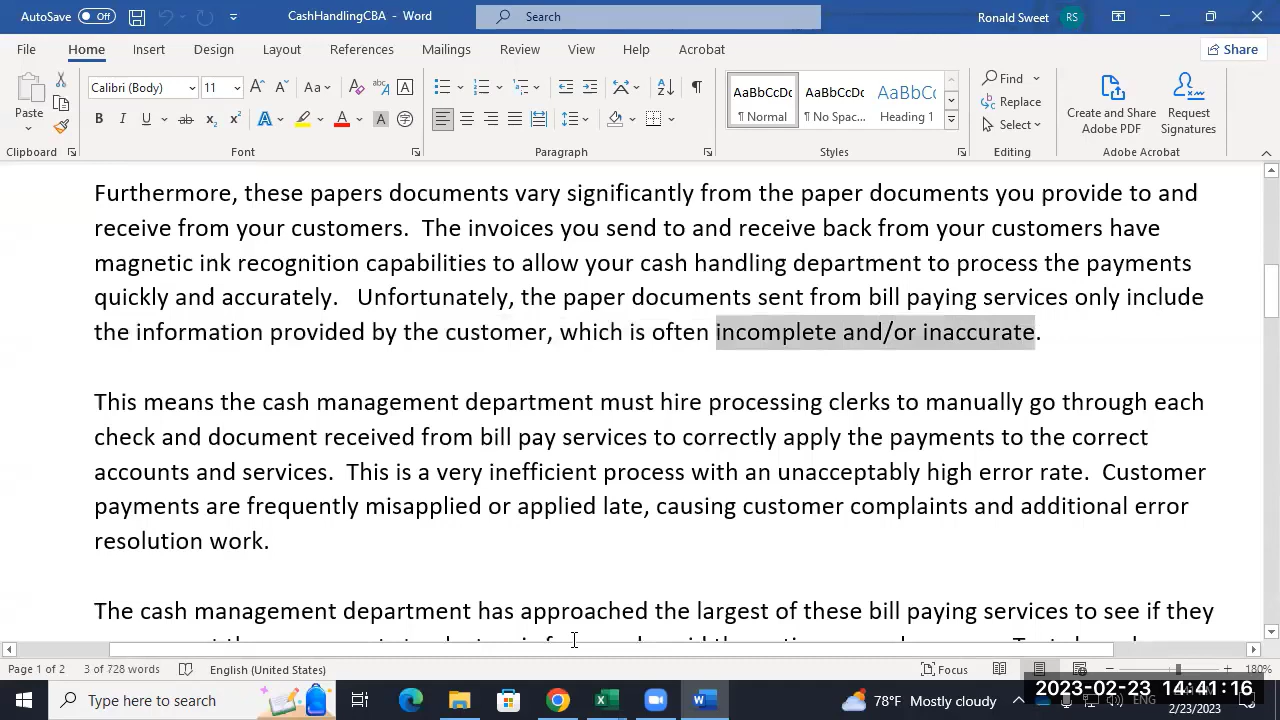 AutoSave Off CashHandlingCBA - Word Search Ronald Sweet RS
File Home Insert Design Layout References Mailings Review View Help Acrobat Share
Paste Calibri (Body) 11 Aa AaBbCcDc AaBbCcDc AaBbC Find Replace Select Create and Share Adobe PDF Request Signatures
¶ Normal ¶ No Spac... Heading 1
Clipboard Font Paragraph Styles Editing Adobe Acrobat
Furthermore, these papers documents vary significantly from the paper documents you provide to and
receive from your customers.  The invoices you send to and receive back from your customers have
magnetic ink recognition capabilities to allow your cash handling department to process the payments
quickly and accurately.   Unfortunately, the paper documents sent from bill paying services only include
the information provided by the customer, which is often incomplete and/or inaccurate.
This means the cash management department must hire processing clerks to manually go through each
check and document received from bill pay services to correctly apply the payments to the correct
accounts and services.  This is a very inefficient process with an unacceptably high error rate.  Customer
payments are frequently misapplied or applied late, causing customer complaints and additional error
resolution work.
The cash management department has approached the largest of these bill paying services to see if they
Page 1 of 2 3 of 728 words English (United States) Focus 180%
Type here to search 78°F Mostly cloudy ENG 2023-02-23 14:41:16
2/23/2023